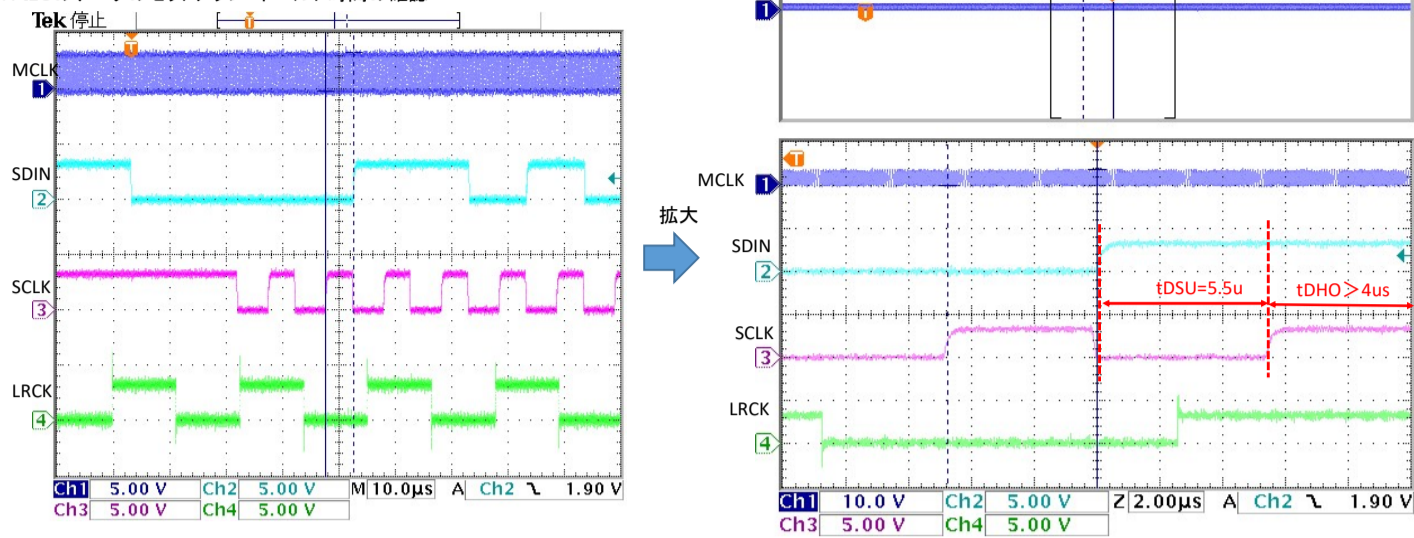 Tek 停止
T
T
MCLK
1
SDIN
2
SCLK
3
LRCK
4
Ch1 5.00 V Ch2 5.00 V M 10.0µs A Ch2 1.90 V
Ch3 5.00 V Ch4 5.00 V
拡大
1
T
T
MCLK
1
SDIN
2
tDSU=5.5u
tDHO＞4us
SCLK
3
LRCK
4
Ch1 10.0 V Ch2 5.00 V Z 2.00µs A Ch2 1.90 V
Ch3 5.00 V Ch4 5.00 V